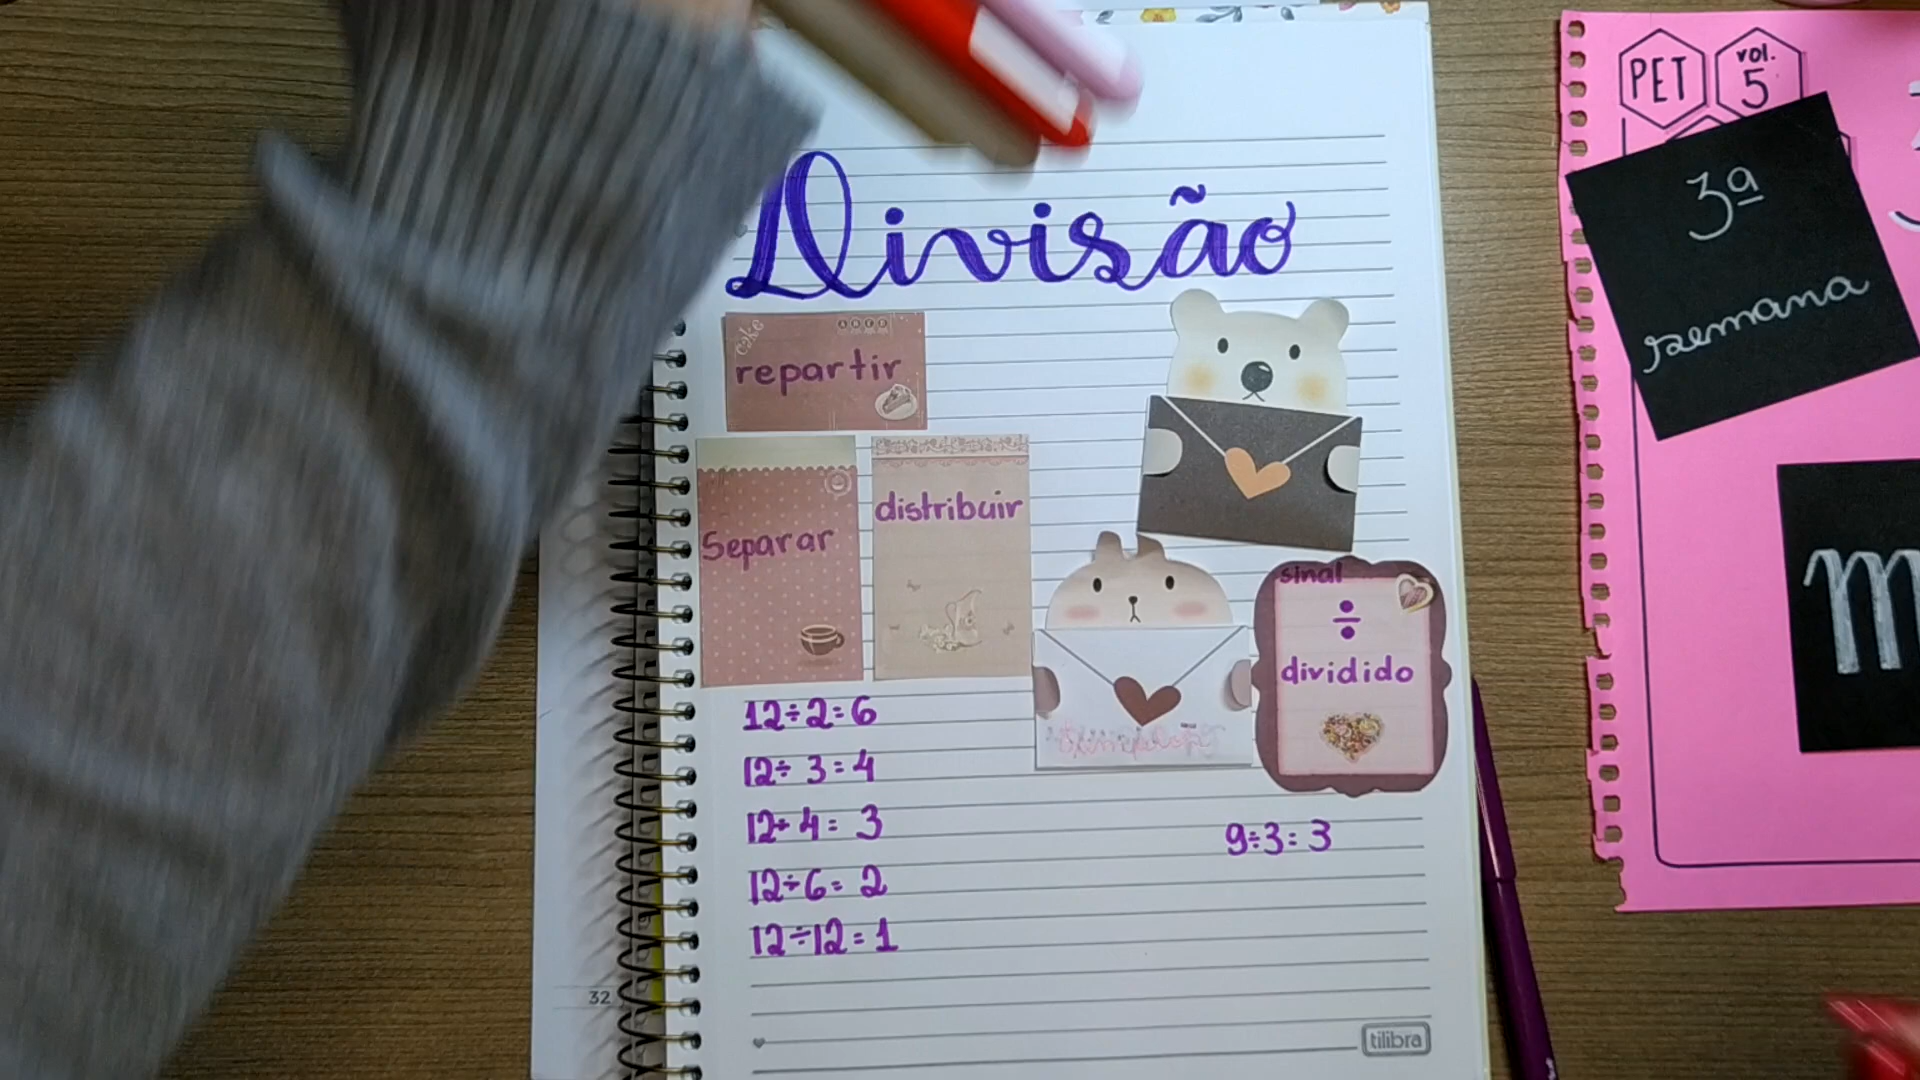 Divisão
cake
repartir
Separar
distribuir
sinal
÷
dividido
12÷2=6
12÷3=4
12÷4=3
12÷6=2
12÷12=1
9÷3=3
32
tilibra
PET
vol.
5
3ª
semana
m